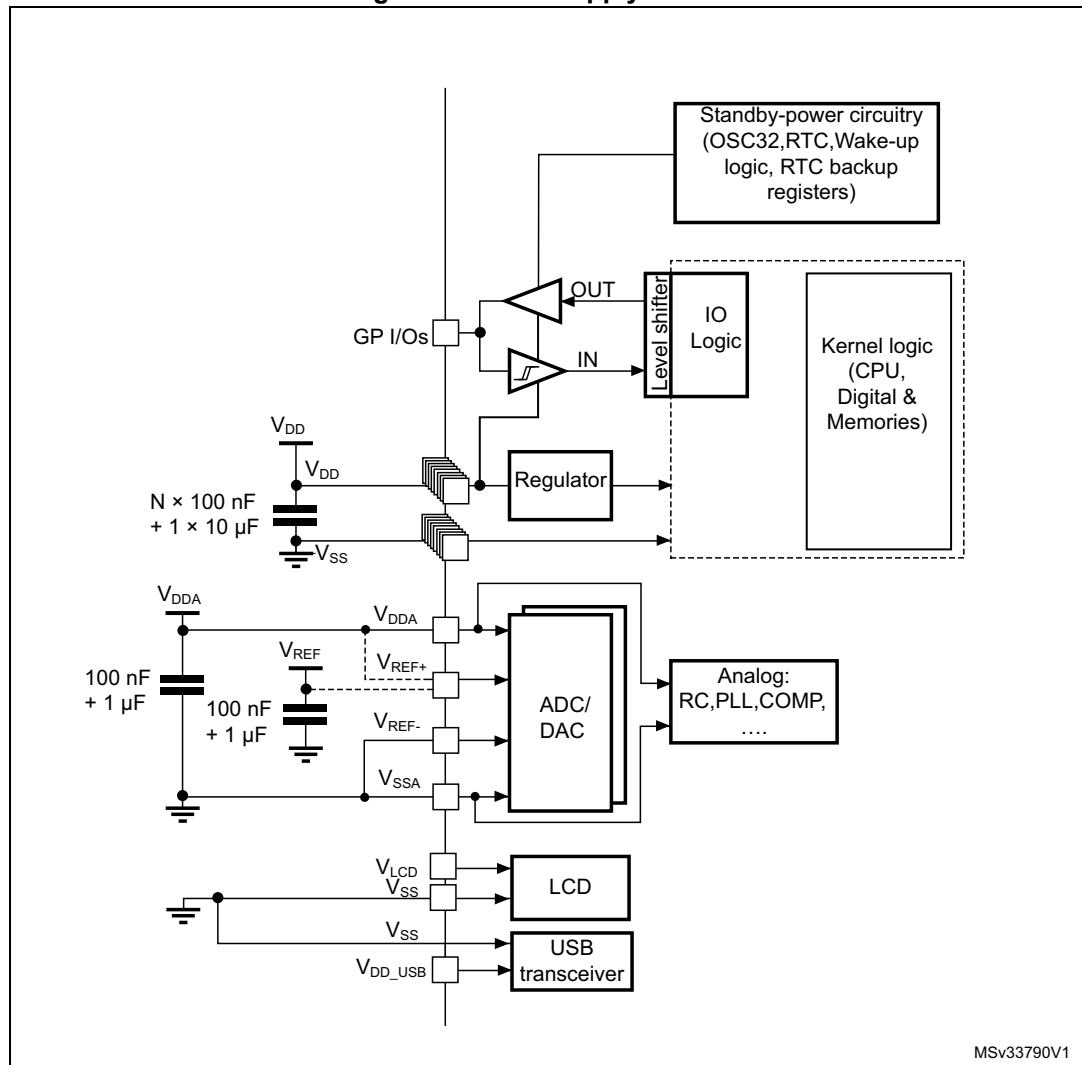 Standby-power circuitry
(OSC32,RTC,Wake-up
logic, RTC backup
registers)
OUT
Level shifter
IO
Logic
GP I/Os
IN
Kernel logic
(CPU,
Digital &
Memories)
VDD
VDD
Regulator
N × 100 nF
+ 1 × 10 µF
VSS
VDDA
VDDA
VREF
VREF+
100 nF
+ 1 µF
100 nF
+ 1 µF
VREF-
ADC/
DAC
Analog:
RC,PLL,COMP,
....
VSSA
VLCD
VSS
LCD
VSS
USB
transceiver
VDD_USB
MSv33790V1